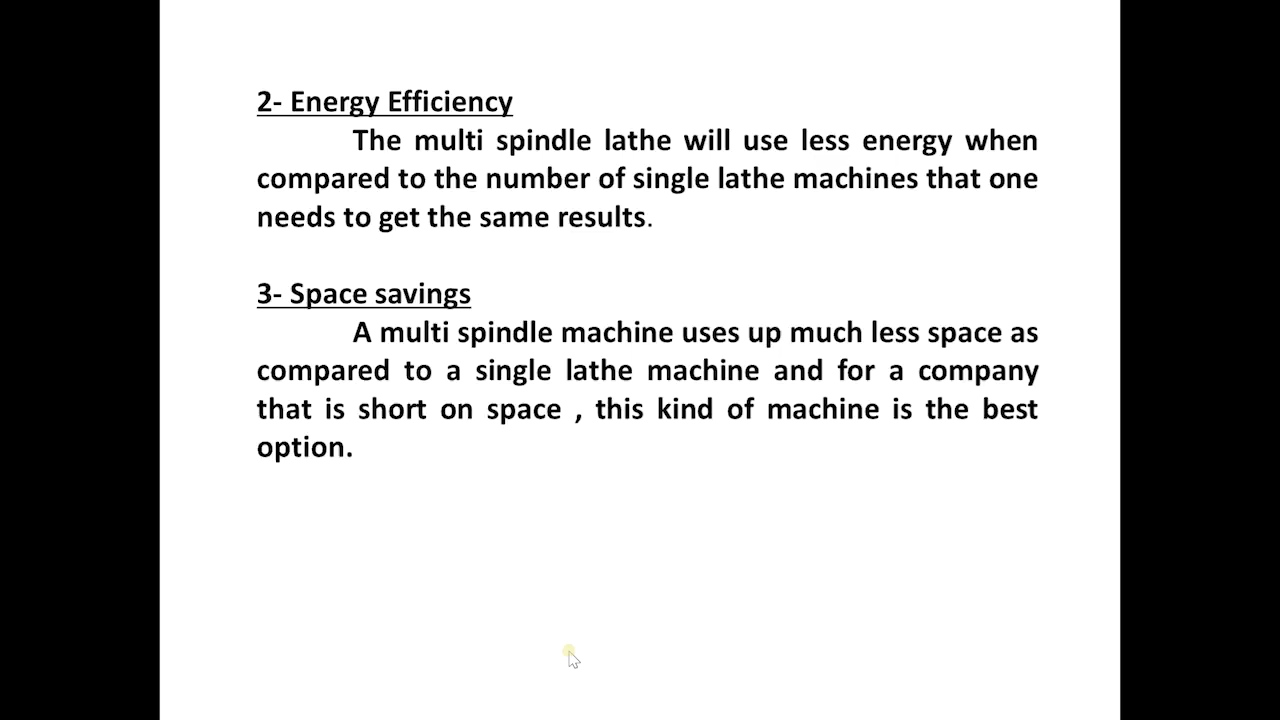 2- Energy Efficiency
The multi spindle lathe will use less energy when
compared to the number of single lathe machines that one
needs to get the same results.
3- Space savings
A multi spindle machine uses up much less space as
compared to a single lathe machine and for a company
that is short on space , this kind of machine is the best
option.